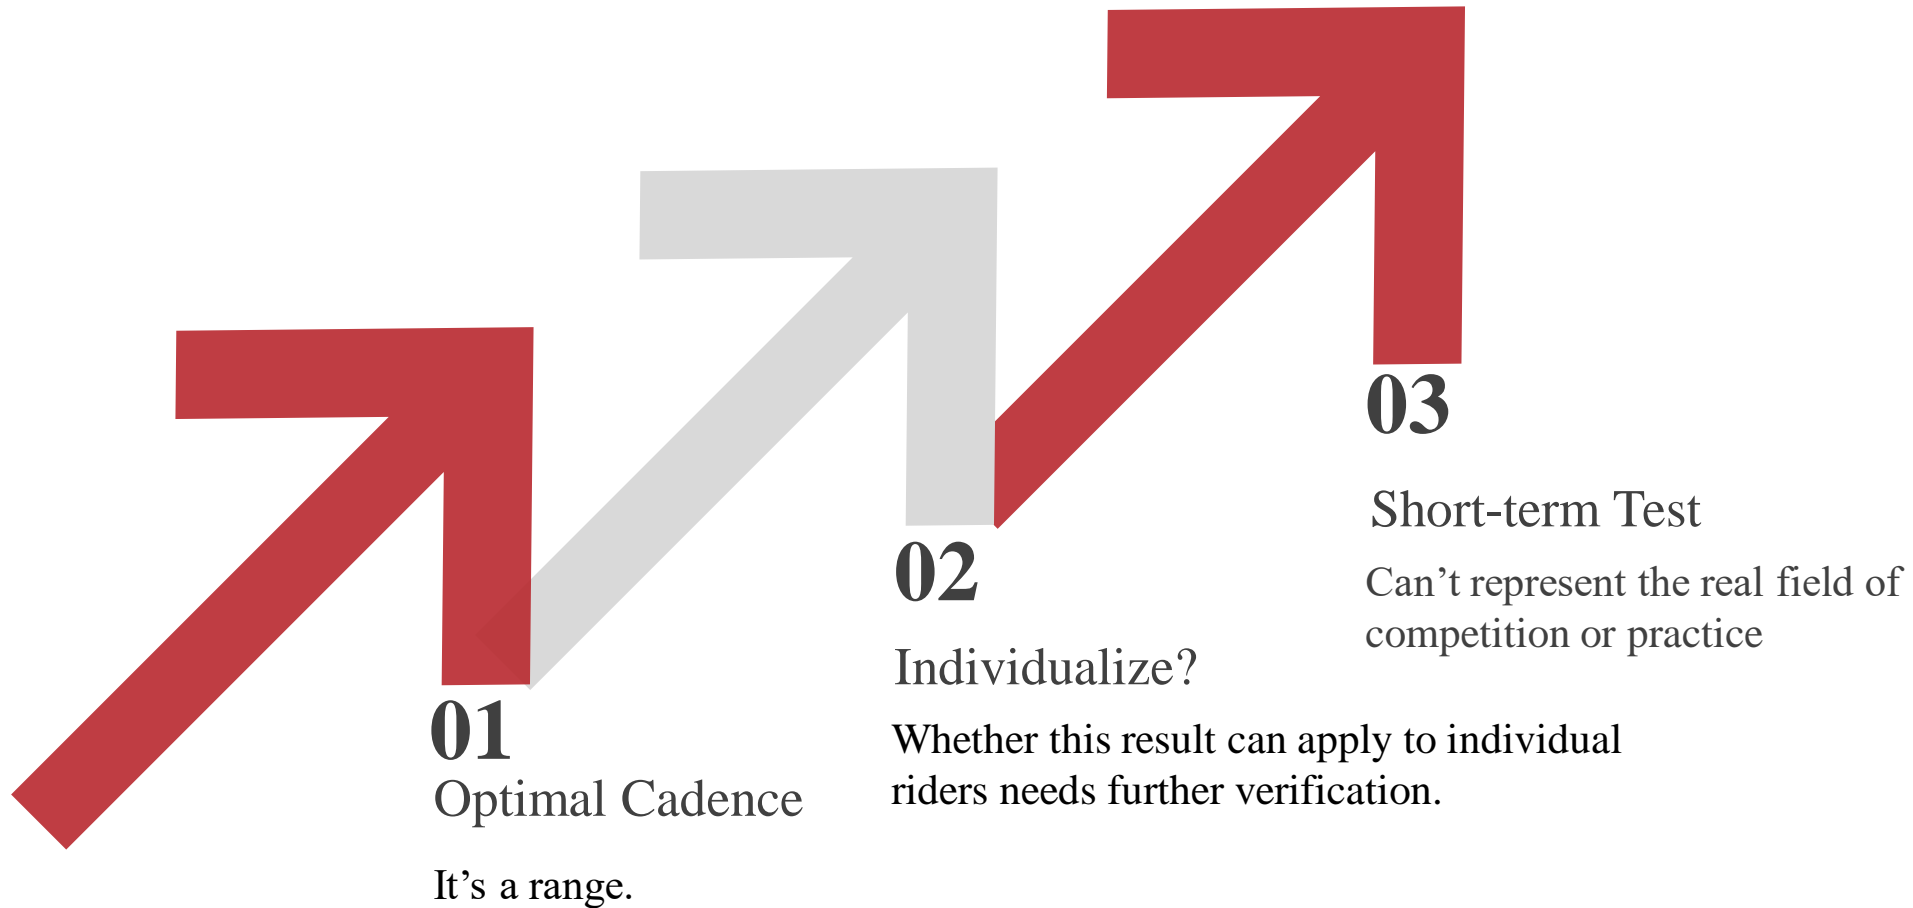 01
Optimal Cadence
It’s a range.
02
Individualize?
Whether this result can apply to individual
riders needs further verification.
03
Short-term Test
Can’t represent the real field of
competition or practice